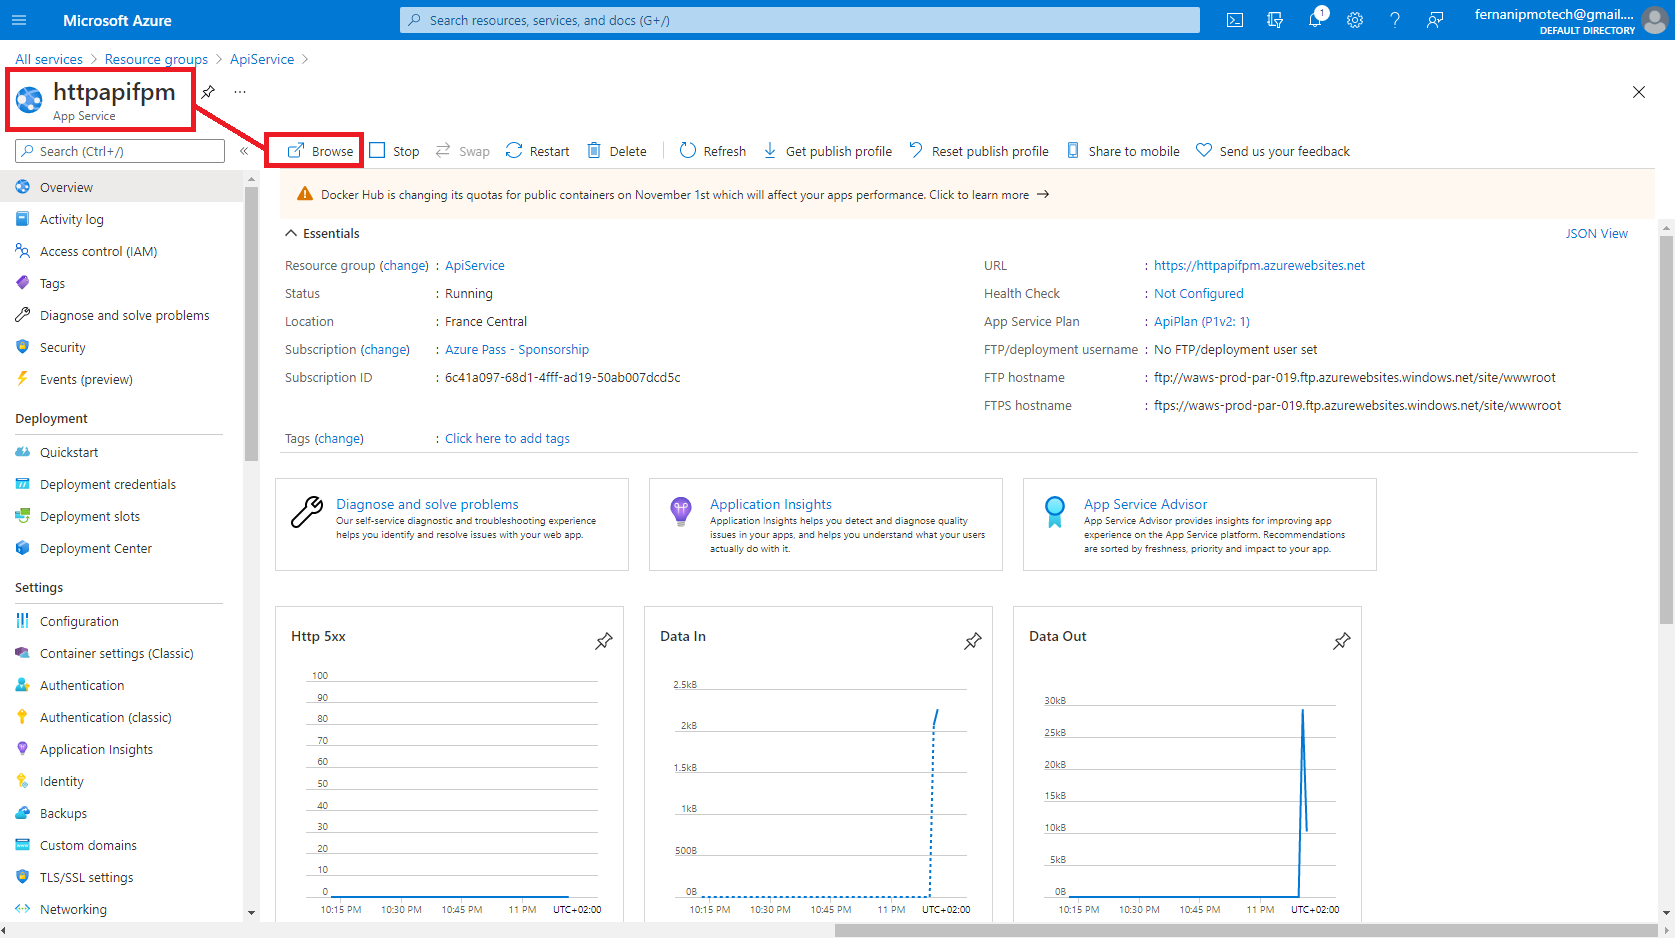 Microsoft Azure
Search resources, services, and docs (G+/)
1
fernanipmotech@gmail....
DEFAULT DIRECTORY
All services > Resource groups > ApiService >
httpapifpm
...
App Service
Search (Ctrl+/)
«
Browse
Stop
Swap
Restart
Delete
Refresh
Get publish profile
Reset publish profile
Share to mobile
Send us your feedback
Overview
Activity log
Access control (IAM)
Tags
Diagnose and solve problems
Security
Events (preview)
Deployment
Quickstart
Deployment credentials
Deployment slots
Deployment Center
Settings
Configuration
Container settings (Classic)
Authentication
Authentication (classic)
Application Insights
Identity
Backups
Custom domains
TLS/SSL settings
Networking
Docker Hub is changing its quotas for public containers on November 1st which will affect your apps performance. Click to learn more →
Essentials
JSON View
Resource group (change) : ApiService
Status : Running
Location : France Central
Subscription (change) : Azure Pass - Sponsorship
Subscription ID : 6c41a097-68d1-4fff-ad19-50ab007dcd5c
Tags (change) : Click here to add tags
URL : https://httpapifpm.azurewebsites.net
Health Check : Not Configured
App Service Plan : ApiPlan (P1v2: 1)
FTP/deployment username : No FTP/deployment user set
FTP hostname : ftp://waws-prod-par-019.ftp.azurewebsites.windows.net/site/wwwroot
FTPS hostname : ftps://waws-prod-par-019.ftp.azurewebsites.windows.net/site/wwwroot
Diagnose and solve problems
Our self-service diagnostic and troubleshooting experience
helps you identify and resolve issues with your web app.
Application Insights
Application Insights helps you detect and diagnose quality
issues in your apps, and helps you understand what your users
actually do with it.
App Service Advisor
App Service Advisor provides insights for improving app
experience on the App Service platform. Recommendations
are sorted by freshness, priority and impact to your app.
Http 5xx
100
90
80
70
60
50
40
30
20
10
0
10:15 PM 10:30 PM 10:45 PM 11 PM UTC+02:00
Data In
2.5kB
2kB
1.5kB
1kB
500B
0B
10:15 PM 10:30 PM 10:45 PM 11 PM UTC+02:00
Data Out
30kB
25kB
20kB
15kB
10kB
5kB
0B
10:15 PM 10:30 PM 10:45 PM 11 PM UTC+02:00